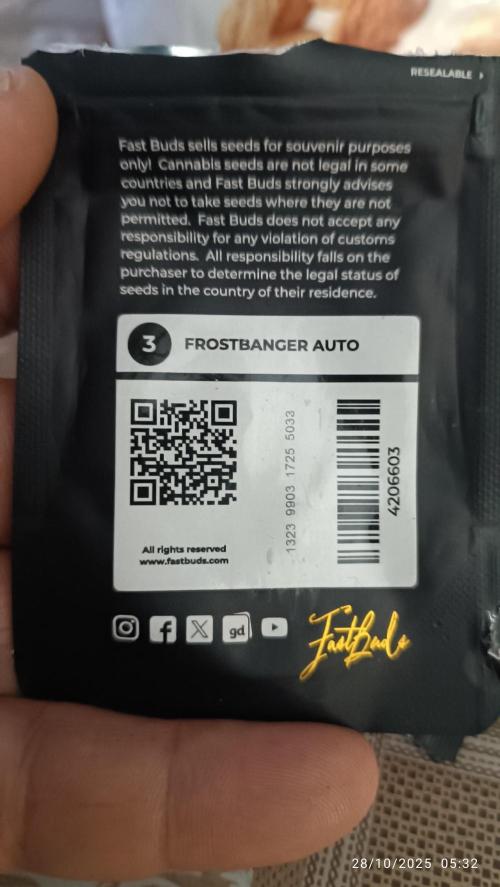 RESEALABLE
Fast Buds sells seeds for souvenir purposes
only! Cannabis seeds are not legal in some
countries and Fast Buds strongly advises
you not to take seeds where they are not
permitted. Fast Buds does not accept any
responsibility for any violation of customs
regulations. All responsibility falls on the
purchaser to determine the legal status of
seeds in the country of their residence.
3 FROSTBANGER AUTO
1323 9903 1725 5033
4206603
All rights reserved
www.fastbuds.com
gd
FastBuds
28/10/2025 05:32